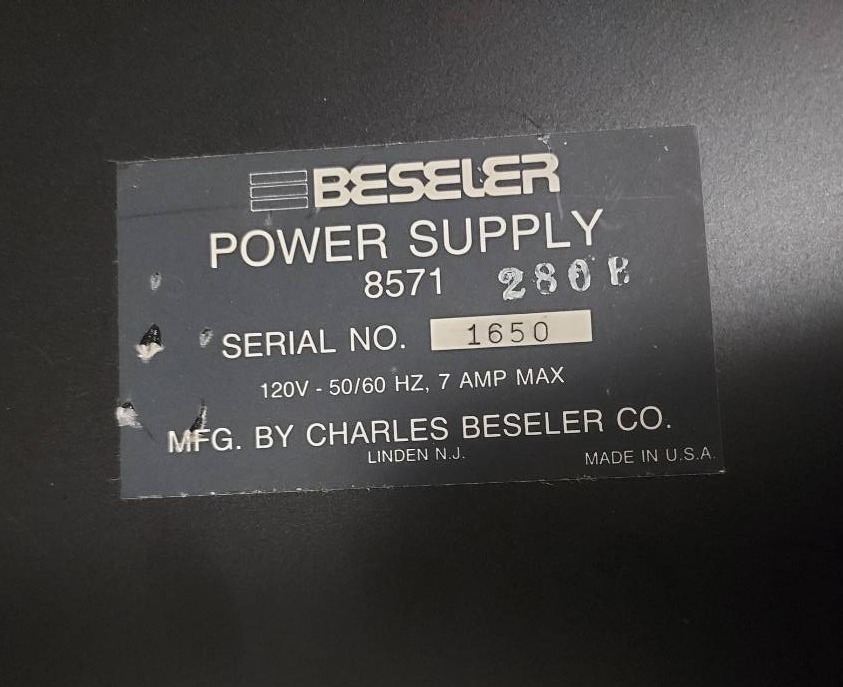 BESELER
POWER SUPPLY
8571 280B
SERIAL NO. 1650
120V - 50/60 HZ, 7 AMP MAX
MFG. BY CHARLES BESELER CO.
LINDEN N.J.
MADE IN U.S.A.